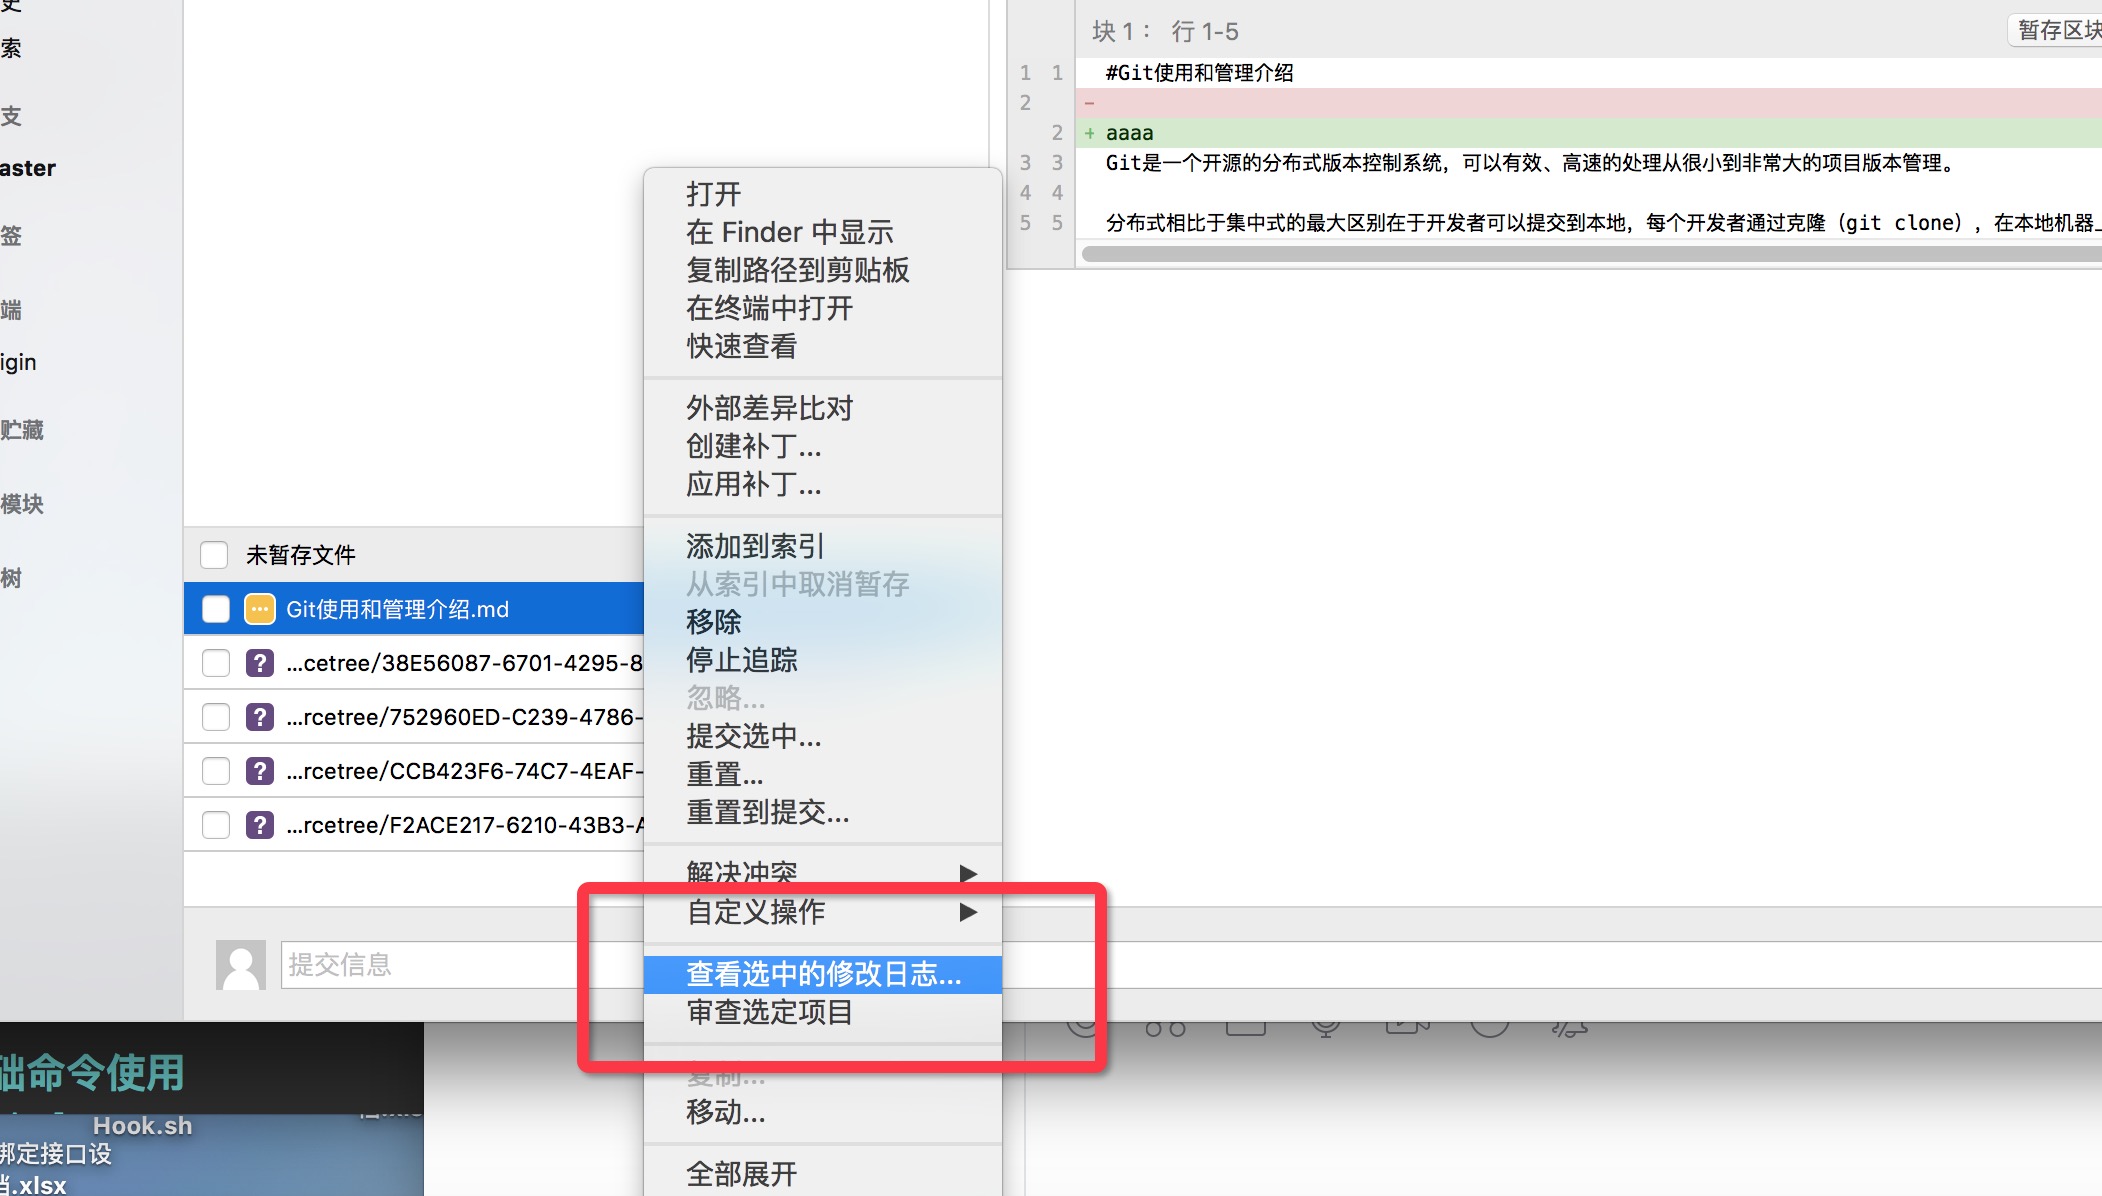 史
索
支
aster
签
端
igin
贮藏
模块
树
块 1： 行 1-5
暂存区块
1 1 #Git使用和管理介绍
2 -
2 + aaaa
3 3 Git是一个开源的分布式版本控制系统，可以有效、高速的处理从很小到非常大的项目版本管理。
4 4
5 5 分布式相比于集中式的最大区别在于开发者可以提交到本地，每个开发者通过克隆（git clone），在本地机器上
未暂存文件
Git使用和管理介绍.md
? ...cetree/38E56087-6701-4295-8
? ...rcetree/752960ED-C239-4786-
? ...rcetree/CCB423F6-74C7-4EAF-
? ...rcetree/F2ACE217-6210-43B3-A
提交信息
打开
在 Finder 中显示
复制路径到剪贴板
在终端中打开
快速查看
外部差异比对
创建补丁...
应用补丁...
添加到索引
从索引中取消暂存
移除
停止追踪
忽略...
提交选中...
重置...
重置到提交...
解决冲突
自定义操作
查看选中的修改日志...
审查选定项目
复制...
移动...
全部展开
础命令使用
Hook.sh
绑定接口设
.xlsx